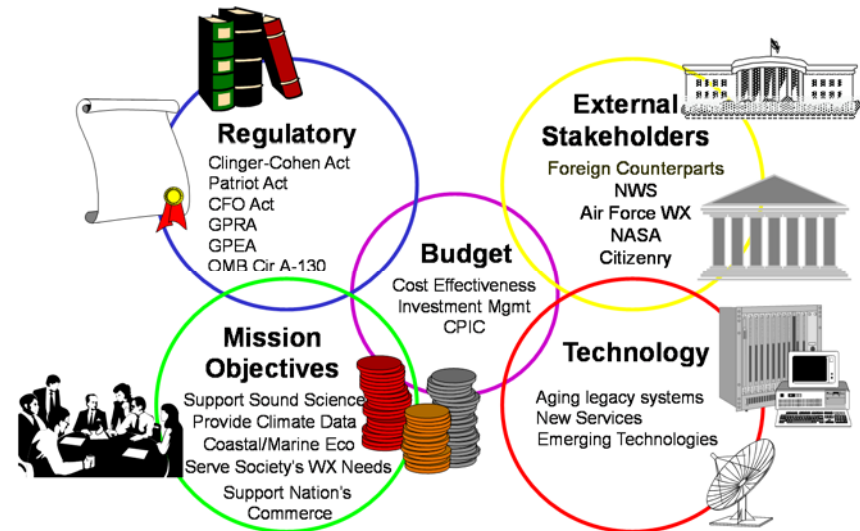 Regulatory
Clinger-Cohen Act
Patriot Act
CFO Act
GPRA
GPEA
OMB Cir A-130
External
Stakeholders
Foreign Counterparts
NWS
Air Force WX
NASA
Citizenry
Budget
Cost Effectiveness
Investment Mgmt
CPIC
Mission
Objectives
Support Sound Science
Provide Climate Data
Coastal/Marine Eco
Serve Society's WX Needs
Support Nation's
Commerce
Technology
Aging legacy systems
New Services
Emerging Technologies